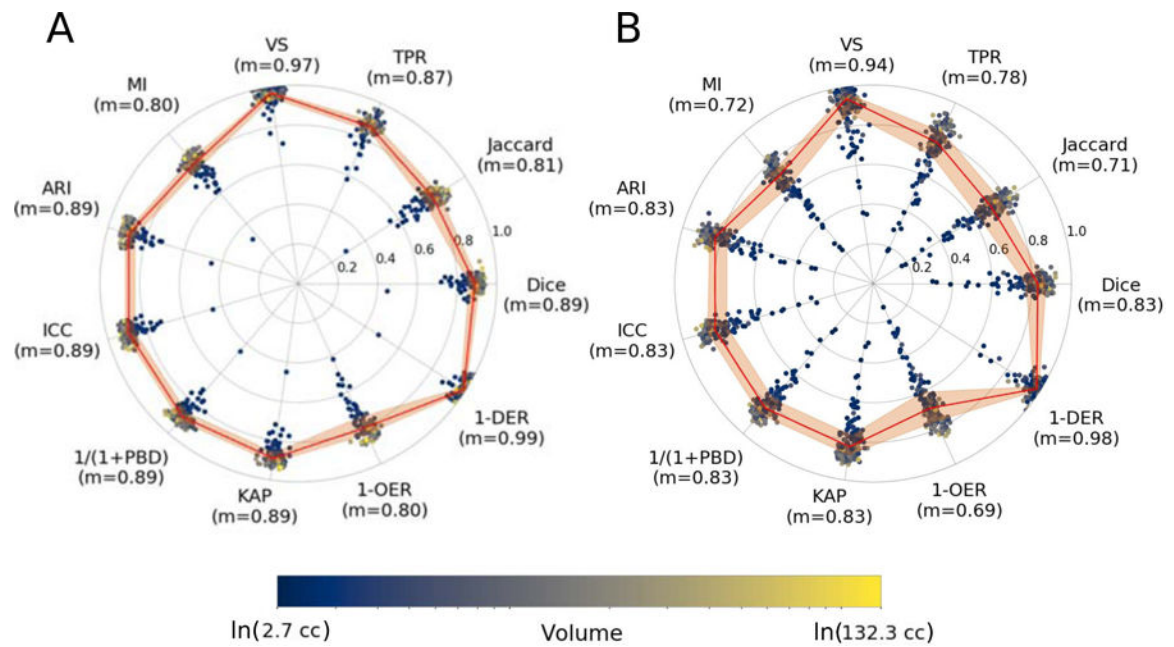 A
VS
(m=0.97)
TPR
(m=0.87)
MI
(m=0.80)
Jaccard
(m=0.81)
ARI
(m=0.89)
0.2
0.4
0.6
0.8
1.0
Dice
(m=0.89)
ICC
(m=0.89)
1-DER
(m=0.99)
1/(1+PBD)
(m=0.89)
KAP
(m=0.89)
1-OER
(m=0.80)
B
VS
(m=0.94)
TPR
(m=0.78)
MI
(m=0.72)
Jaccard
(m=0.71)
ARI
(m=0.83)
0.2
0.4
0.6
0.8
1.0
Dice
(m=0.83)
ICC
(m=0.83)
1-DER
(m=0.98)
1/(1+PBD)
(m=0.83)
KAP
(m=0.83)
1-OER
(m=0.69)
ln(2.7 cc) Volume ln(132.3 cc)